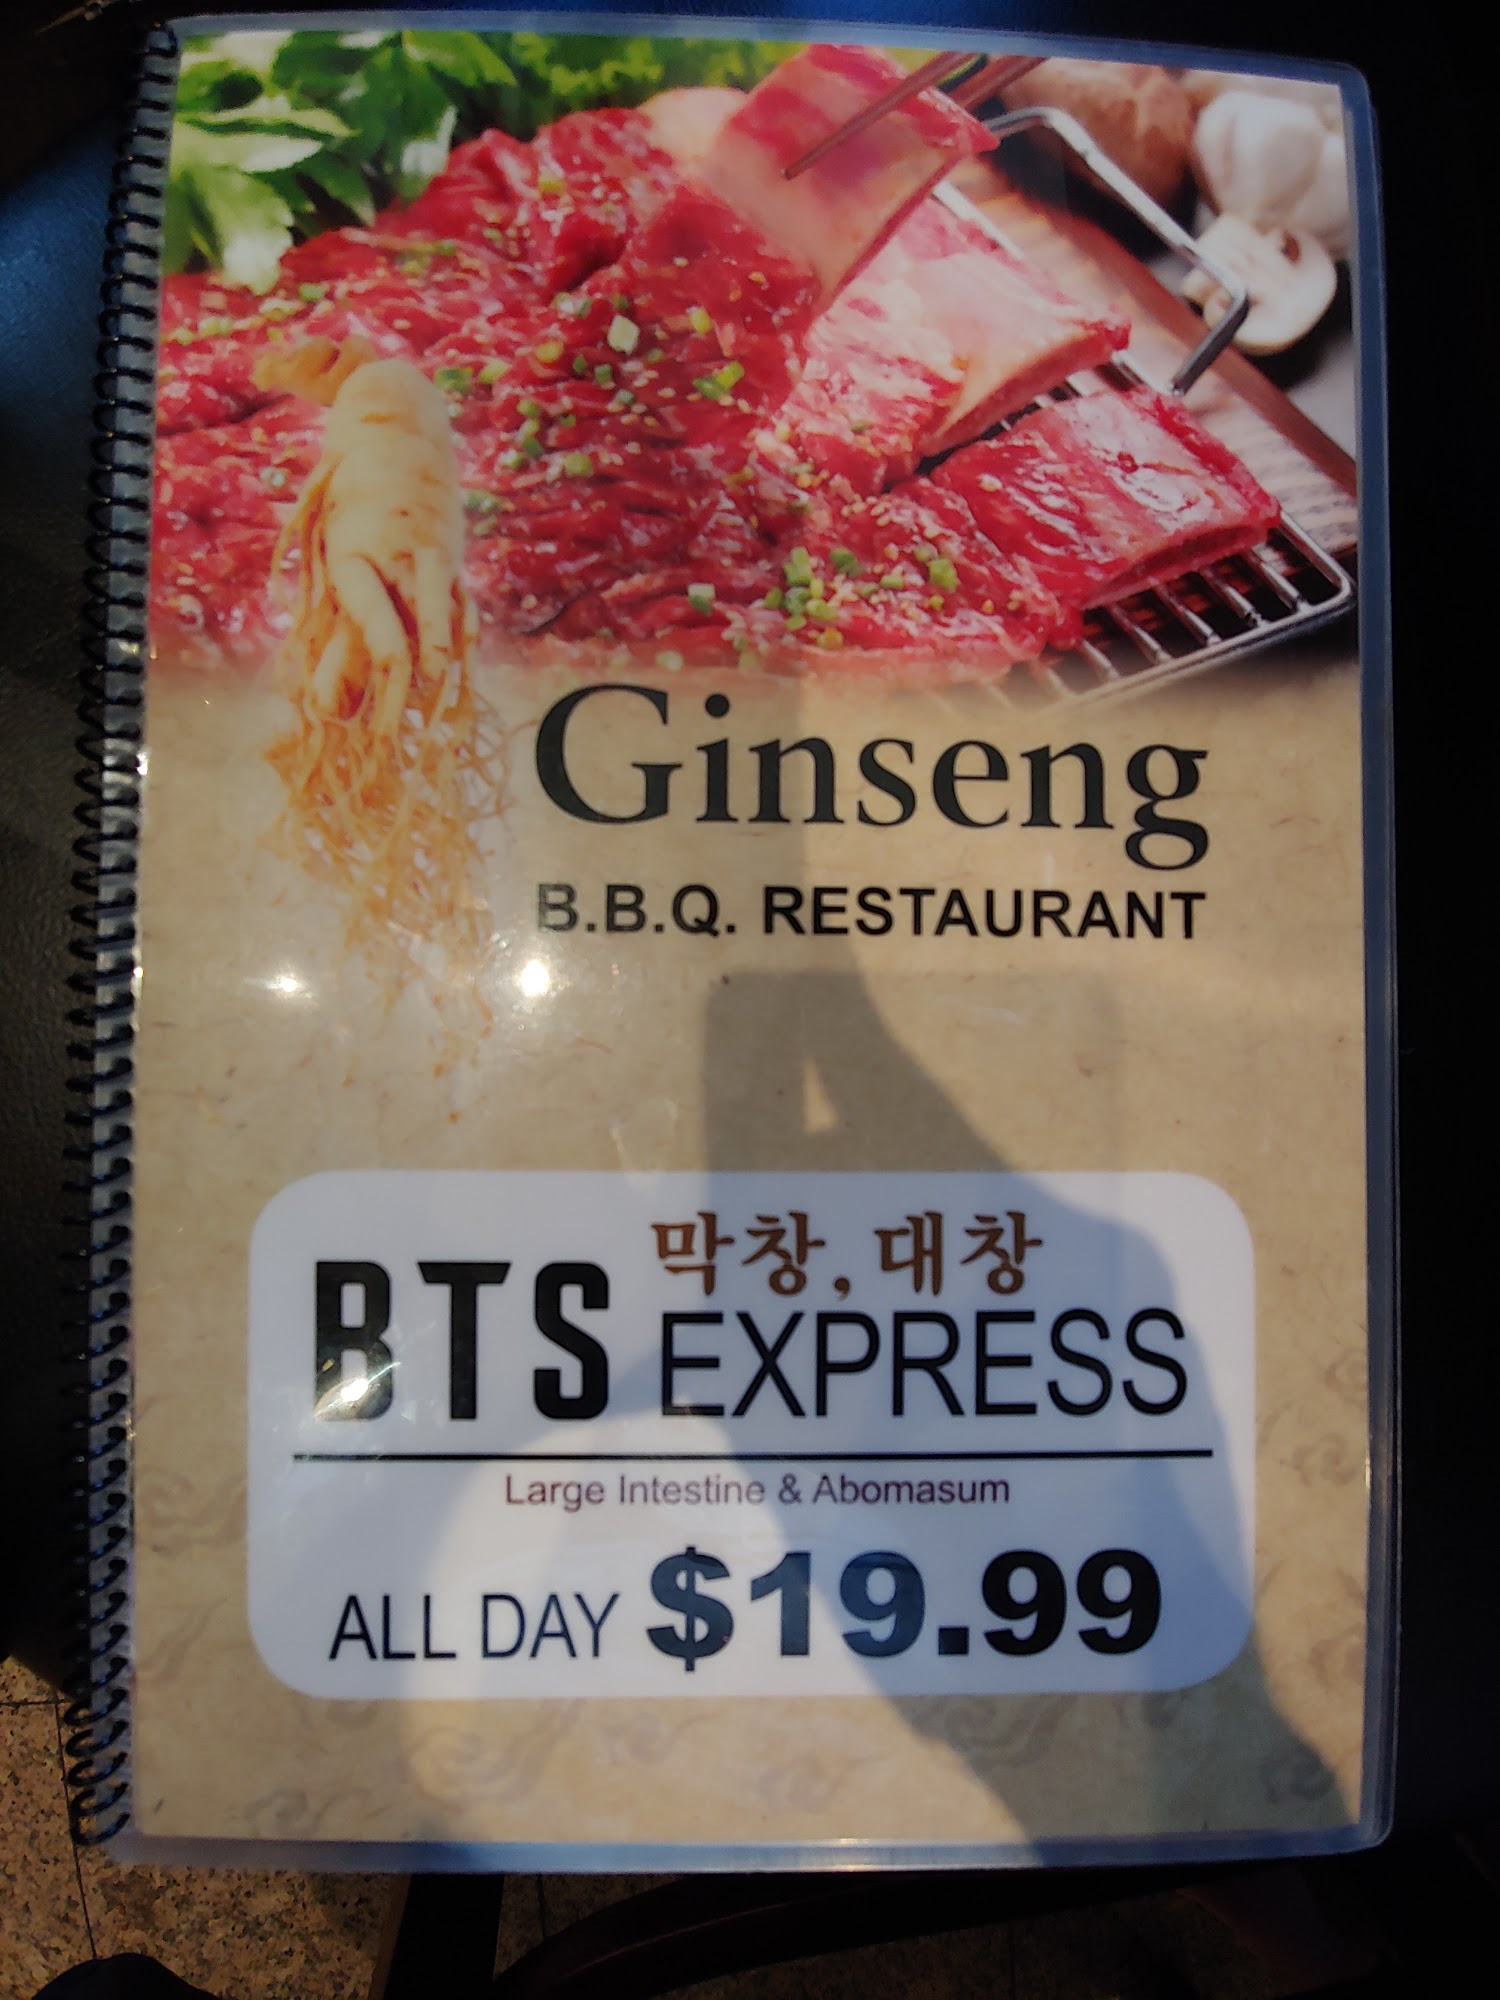 Ginseng
B.B.Q. RESTAURANT
막창, 대창
BTS EXPRESS
Large Intestine & Abomasum
ALL DAY $19.99